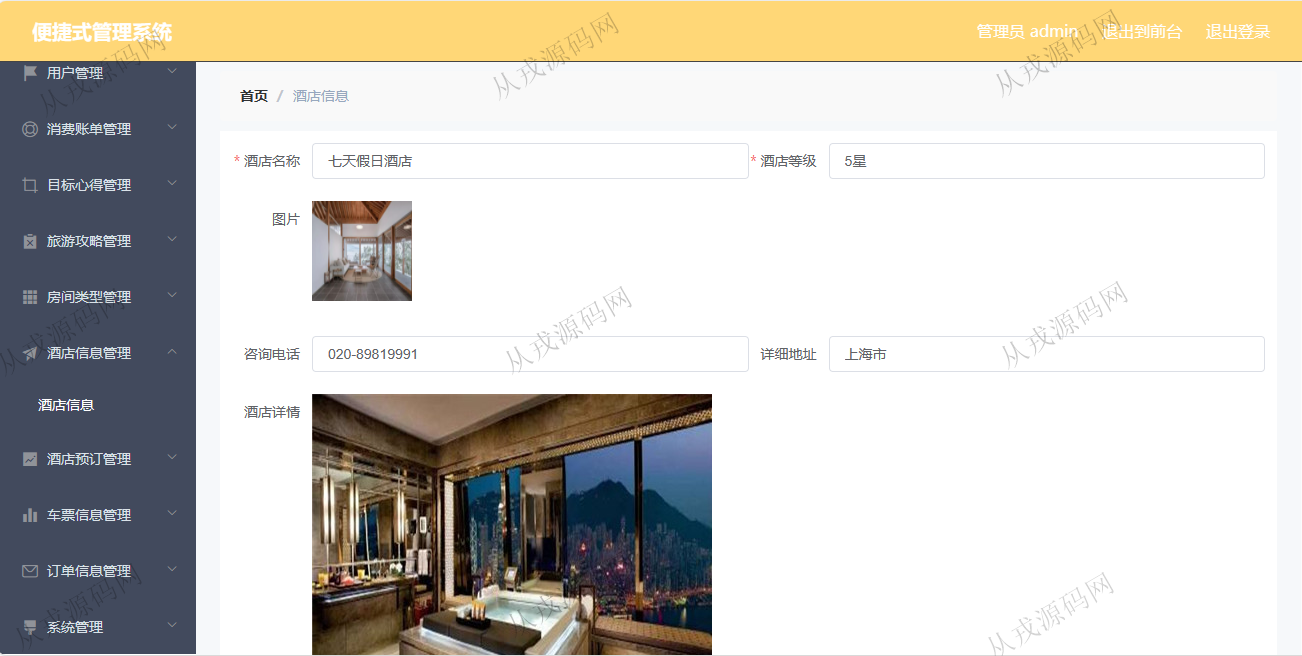 便捷式管理系统
管理员 admin 退出到前台 退出登录
用户管理
消费账单管理
目标心得管理
旅游攻略管理
房间类型管理
酒店信息管理
酒店信息
酒店预订管理
车票信息管理
订单信息管理
系统管理
首页 / 酒店信息
* 酒店名称 七天假日酒店 * 酒店等级 5星
图片
咨询电话 020-89819991 详细地址 上海市
酒店详情
从戎源码网
从戎源码网
从戎源码网
从戎源码网
从戎源码网
从戎源码网
从戎源码网
从戎源码网
从戎源码网